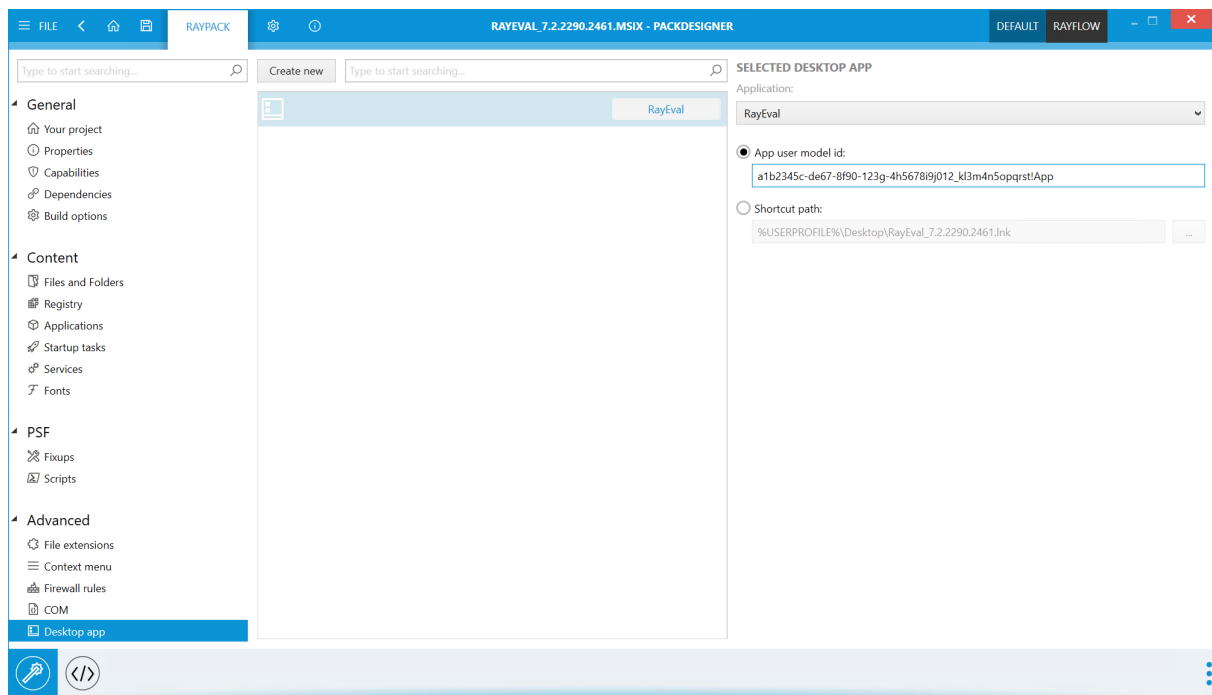 FILE
RAYPACK
RAYEVAL_7.2.2290.2461.MSIX - PACKDESIGNER
DEFAULT
RAYFLOW
Type to start searching...
General
Your project
Properties
Capabilities
Dependencies
Build options
Content
Files and Folders
Registry
Applications
Startup tasks
Services
Fonts
PSF
Fixups
Scripts
Advanced
File extensions
Context menu
Firewall rules
COM
Desktop app
Create new
Type to start searching...
RayEval
SELECTED DESKTOP APP
Application:
RayEval
App user model id:
a1b2345c-de67-8f90-123g-4h5678i9j012_kl3m4n5opqrst!App
Shortcut path:
%USERPROFILE%\Desktop\RayEval_7.2.2290.2461.lnk
...